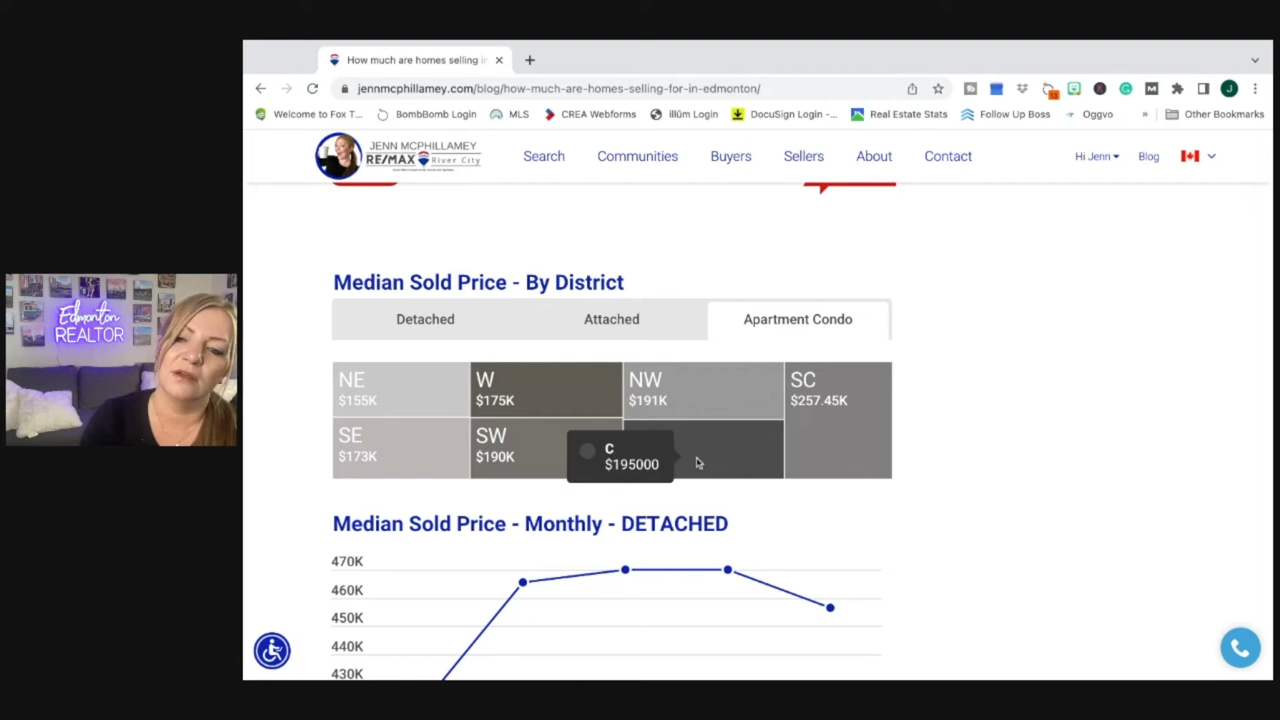 How much are homes selling i
jennmcphillamey.com/blog/how-much-are-homes-selling-for-in-edmonton/
13
M
J
Welcome to Fox T...
BombBomb Login
MLS
CREA Webforms
Illüm Login
DocuSign Login -...
Real Estate Stats
Follow Up Boss
Oggvo
»
Other Bookmarks
JENN MCPHILLAMEY
RE/MAX River City
Search
Communities
Buyers
Sellers
About
Contact
Hi Jenn
Blog
Edmonton
REALTOR
Median Sold Price - By District
Detached
Attached
Apartment Condo
NE
$155K
W
$175K
NW
$191K
SC
$257.45K
SE
$173K
SW
$190K
C
$195000
Median Sold Price - Monthly - DETACHED
470K
460K
450K
440K
430K